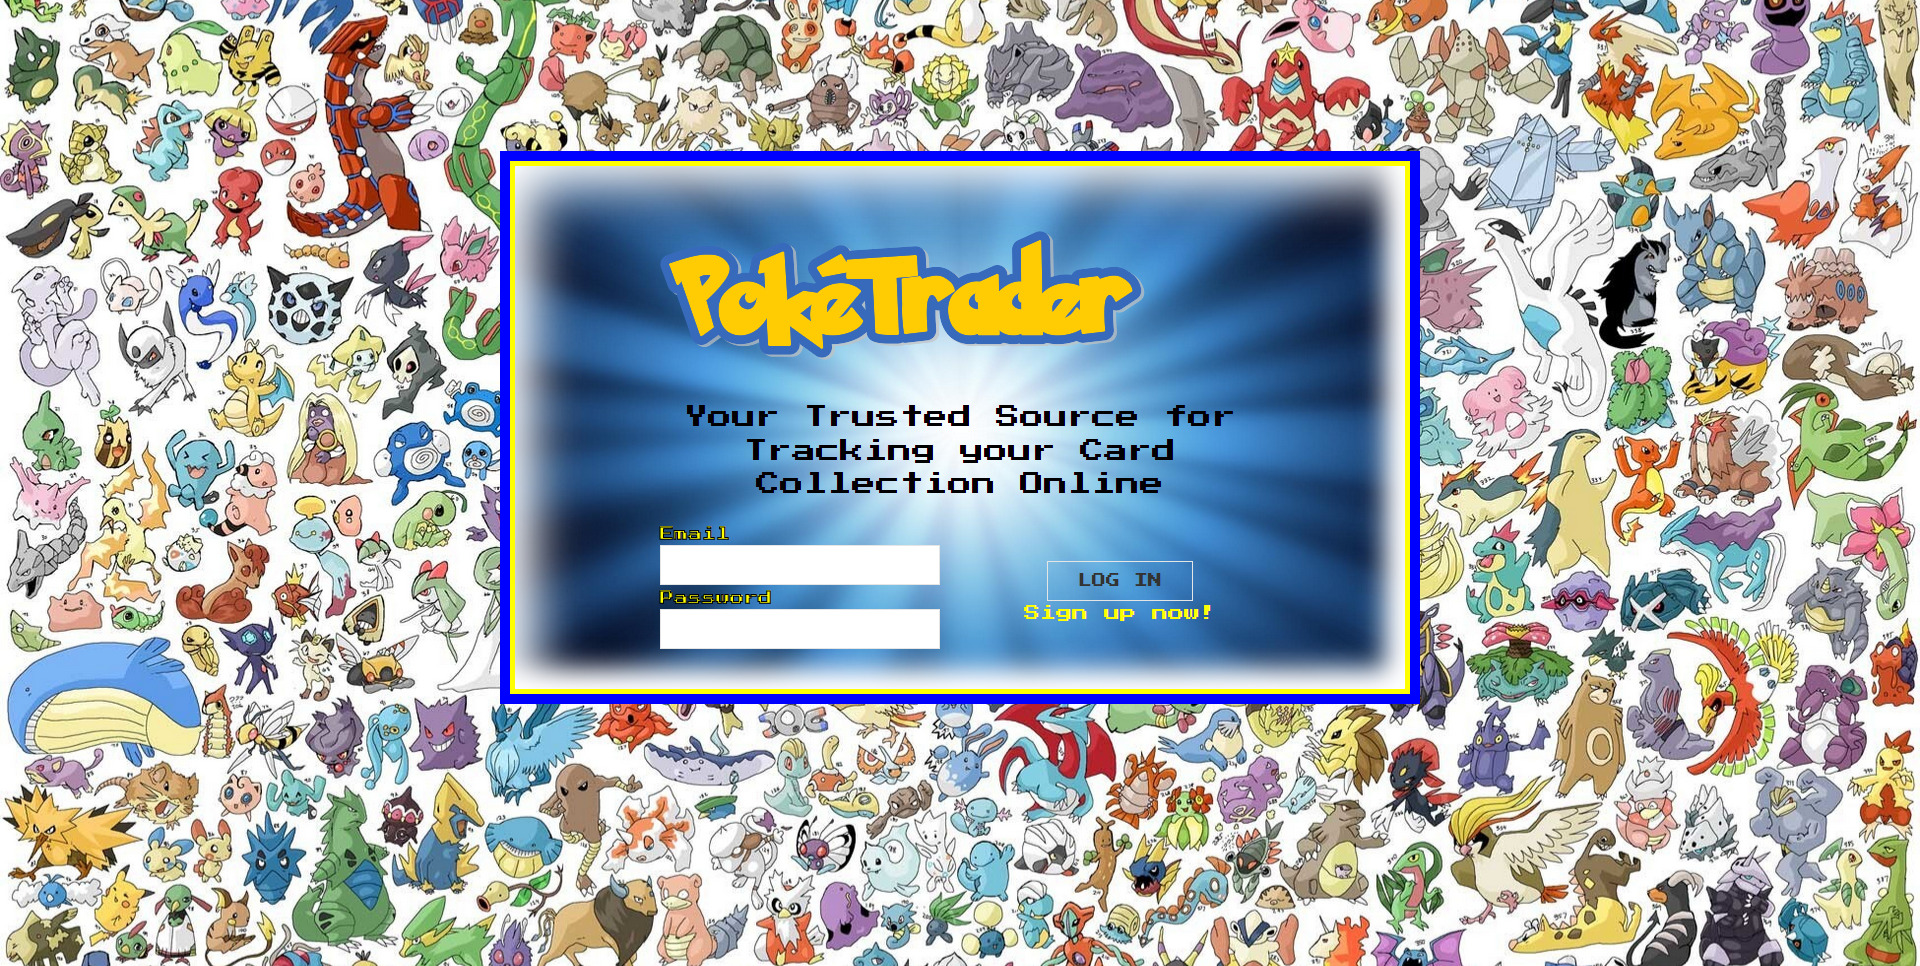 PokéTrader
Your Trusted Source for
Tracking your Card
Collection Online
Email
Password
LOG IN
Sign up now!